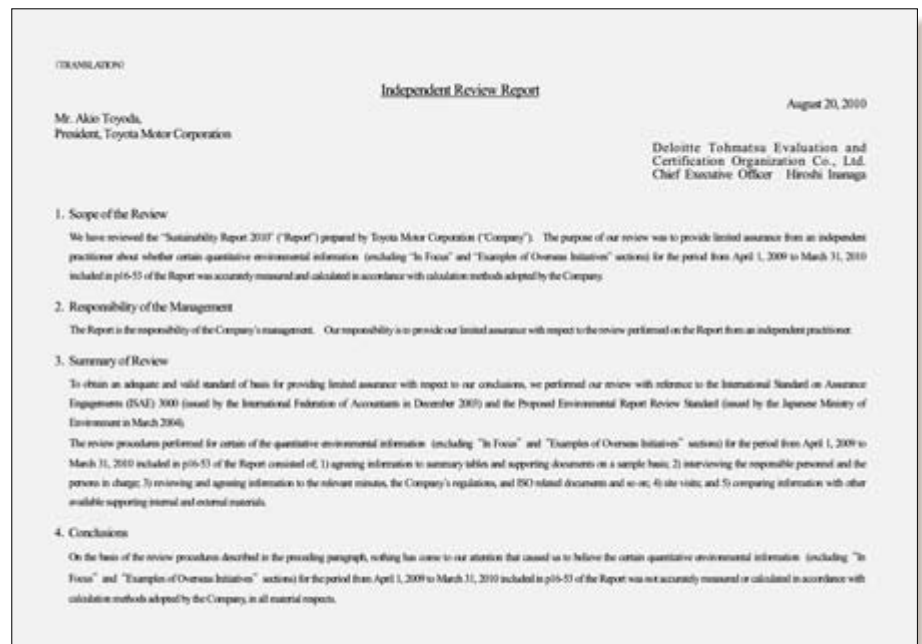 (TRANSLATION)
Independent Review Report
August 20, 2010
Mr. Akio Toyoda,
President, Toyota Motor Corporation
Deloitte Tohmatsu Evaluation and
Certification Organization Co., Ltd.
Chief Executive Officer Hiroshi Inanaga
1. Scope of the Review
We have reviewed the "Sustainability Report 2010" ("Report") prepared by Toyota Motor Corporation ("Company"). The purpose of our review was to provide limited assurance from an independent
practitioner about whether certain quantitative environmental information (excluding "In Focus" and "Examples of Overseas Initiatives" sections) for the period from April 1, 2009 to March 31, 2010
included in p16-53 of the Report was accurately measured and calculated in accordance with calculation methods adopted by the Company.
2. Responsibility of the Management
The Report is the responsibility of the Company's management. Our responsibility is to provide our limited assurance with respect to the review performed on the Report from an independent practitioner.
3. Summary of Review
To obtain an adequate and valid standard of basis for providing limited assurance with respect to our conclusions, we performed our review with reference to the International Standard on Assurance
Engagements (ISAE) 3000 (issued by the International Federation of Accountants in December 2003) and the Proposed Environmental Report Review Standard (issued by the Japanese Ministry of
Environment in March 2004).
The review procedures performed for certain of the quantitative environmental information (excluding "In Focus" and "Examples of Overseas Initiatives" sections) for the period from April 1, 2009 to
March 31, 2010 included in p16-53 of the Report consisted of; 1) agreeing information to summary tables and supporting documents on a sample basis; 2) interviewing the responsible personnel and the
persons in charge; 3) reviewing and agreeing information to the relevant minutes, the Company's regulations, and ISO related documents and so on; 4) site visits; and 5) comparing information with other
available supporting internal and external materials.
4. Conclusions
On the basis of the review procedures described in the preceding paragraph, nothing has come to our attention that caused us to believe the certain quantitative environmental information (excluding "In
Focus" and "Examples of Overseas Initiatives" sections) for the period from April 1, 2009 to March 31, 2010 included in p16-53 of the Report was not accurately measured or calculated in accordance with
calculation methods adopted by the Company, in all material respects.